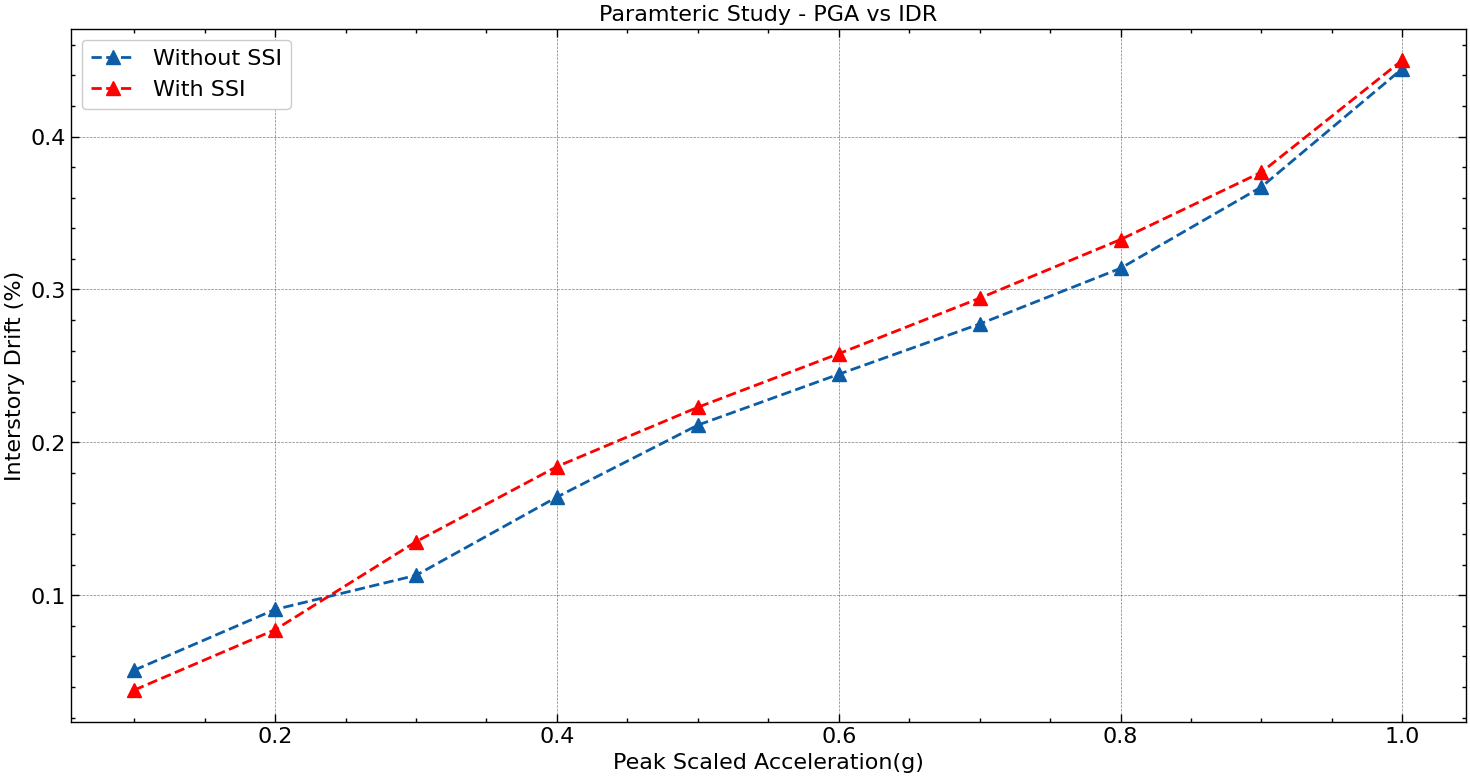 Paramteric Study - PGA vs IDR
Without SSI
With SSI
0.4
0.3
0.2
0.1
Interstory Drift (%)
0.2 0.4 0.6 0.8 1.0
Peak Scaled Acceleration(g)